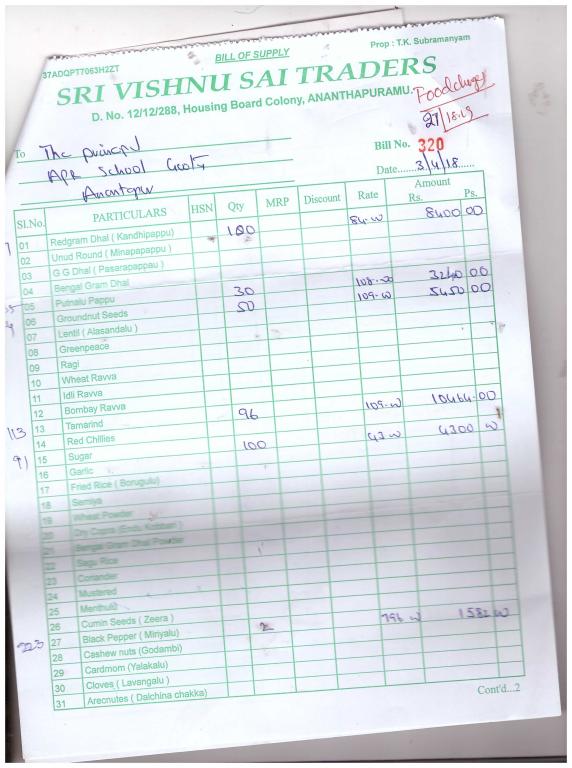 BILL OF SUPPLY
Prop : T.K. Subramanyam
37ADQPT7063H2ZT
SRI VISHNU SAI TRADERS
D. No. 12/12/288, Housing Board Colony, ANANTHAPURAMU.
27/18-19
To The principal
Bill No. 320
APR School
Date.......3/4/18......
Anantapur
Sl.No. PARTICULARS HSN Qty MRP Discount Rate Amount Rs. Ps.
01 Redgram Dhal ( Kandhipappu) 100 84-00 8400 00
02 Unud Round ( Minapapappu )
03 G G Dhal ( Pasarapappau )
04 Bengal Gram Dhal
05 Putnalu Pappu 30 108-00 3240 00
06 Groundnut Seeds 50 109-00 5450 00
07 Lentil ( Alasandalu )
08 Greenpeace
09 Ragi
10 Wheat Ravva
11 Idli Ravva
12 Bombay Ravva
13 Tamarind 96 109-00 10464-00
14 Red Chillies
15 Sugar 100 43-00 4300 00
16 Garlic
17 Fried Rice ( Borugulu)
18 Semiya
19 Wheat Powder
20 Dry Cupra (Endu Kobbari )
21 Bengal Gram Dhal Powder
22 Sagu Rice
23 Coriander
24 Mustered
25 Menthulz
26 Cumin Seeds ( Zeera )
27 Black Pepper ( Miriyalu) 2 796 00 1582 00
28 Cashew nuts (Godambi)
29 Cardmom (Yalakalu)
30 Cloves ( Lavangalu )
31 Arecnutes ( Dalchina chakka)
Cont'd...2